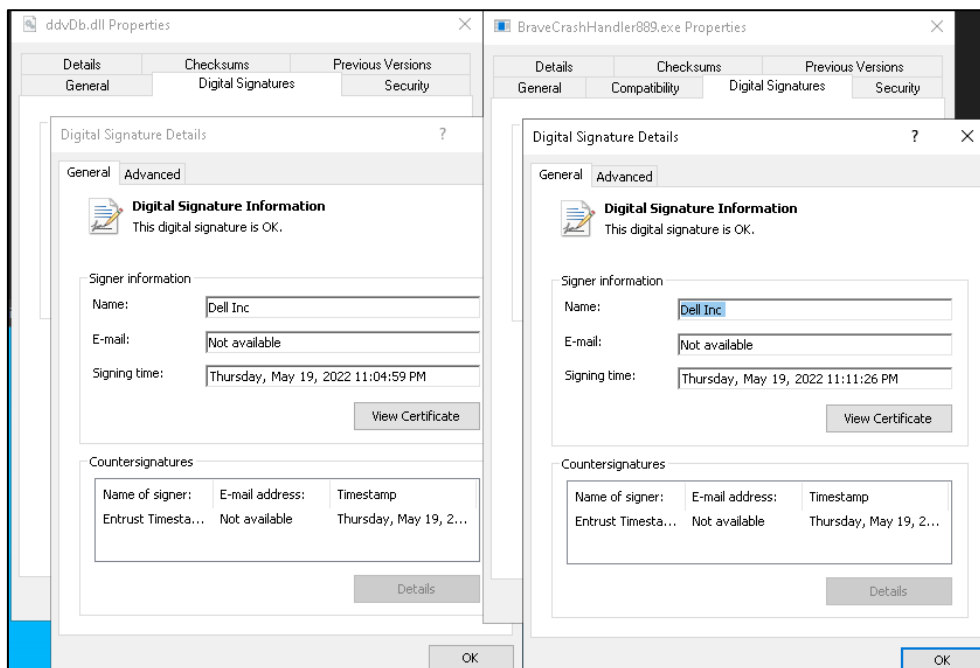 ddvDb.dll Properties
Details Checksums Previous Versions
General Digital Signatures Security
Digital Signature Details ?
General Advanced
Digital Signature Information
This digital signature is OK.
Signer information
Name: Dell Inc
E-mail: Not available
Signing time: Thursday, May 19, 2022 11:04:59 PM
View Certificate
Countersignatures
Name of signer: E-mail address: Timestamp
Entrust Timesta... Not available Thursday, May 19, 2...
Details
OK
BraveCrashHandler889.exe Properties
Details Checksums Previous Versions
General Compatibility Digital Signatures Security
Digital Signature Details ?
General Advanced
Digital Signature Information
This digital signature is OK.
Signer information
Name: Dell Inc
E-mail: Not available
Signing time: Thursday, May 19, 2022 11:11:26 PM
View Certificate
Countersignatures
Name of signer: E-mail address: Timestamp
Entrust Timesta... Not available Thursday, May 19, 2...
Details
OK